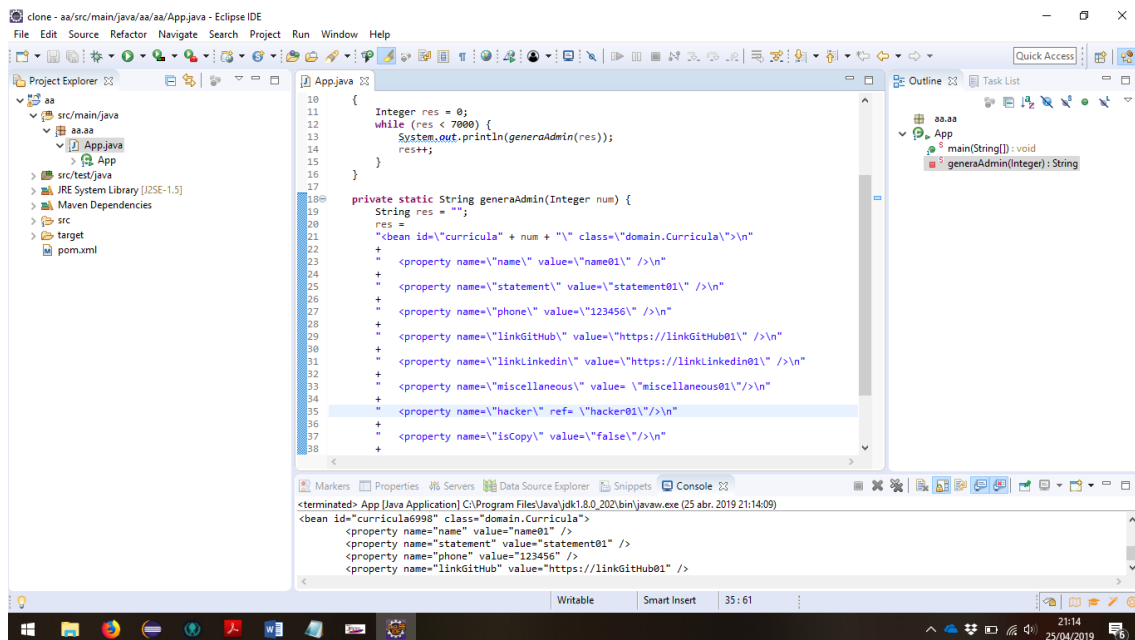 clone - aa/src/main/java/aa/aa/App.java - Eclipse IDE
File Edit Source Refactor Navigate Search Project Run Window Help
Quick Access
Project Explorer
aa
src/main/java
aa.aa
App.java
App
src/test/java
JRE System Library [J2SE-1.5]
Maven Dependencies
src
target
pom.xml
App.java
10 {
11 Integer res = 0;
12 while (res < 7000) {
13 System.out.println(generaAdmin(res));
14 res++;
15 }
16 }
17
18 private static String generaAdmin(Integer num) {
19 String res = "";
20 res =
21 "<bean id=\"curricula" + num + "\" class=\"domain.Curricula\">\n"
22 +
23 " <property name=\"name\" value=\"name01\" />\n"
24 +
25 " <property name=\"statement\" value=\"statement01\" />\n"
26 +
27 " <property name=\"phone\" value=\"123456\" />\n"
28 +
29 " <property name=\"linkGitHub\" value=\"https://linkGitHub01\" />\n"
30 +
31 " <property name=\"linkLinkedin\" value=\"https://linkLinkedin01\" />\n"
32 +
33 " <property name=\"miscellaneous\" value= \"miscellaneous01\"/>\n"
34 +
35 " <property name=\"hacker\" ref= \"hacker01\"/>\n"
36 +
37 " <property name=\"isCopy\" value=\"false\"/>\n"
38 +
Outline Task List
aa.aa
App
main(String[]) : void
generaAdmin(Integer) : String
Markers Properties Servers Data Source Explorer Snippets Console
<terminated> App [Java Application] C:\Program Files\Java\jdk1.8.0_202\bin\javaw.exe (25 abr. 2019 21:14:09)
<bean id="curricula6998" class="domain.Curricula">
<property name="name" value="name01" />
<property name="statement" value="statement01" />
<property name="phone" value="123456" />
<property name="linkGitHub" value="https://linkGitHub01" />
Writable Smart Insert 35 : 61
21:14
25/04/2019